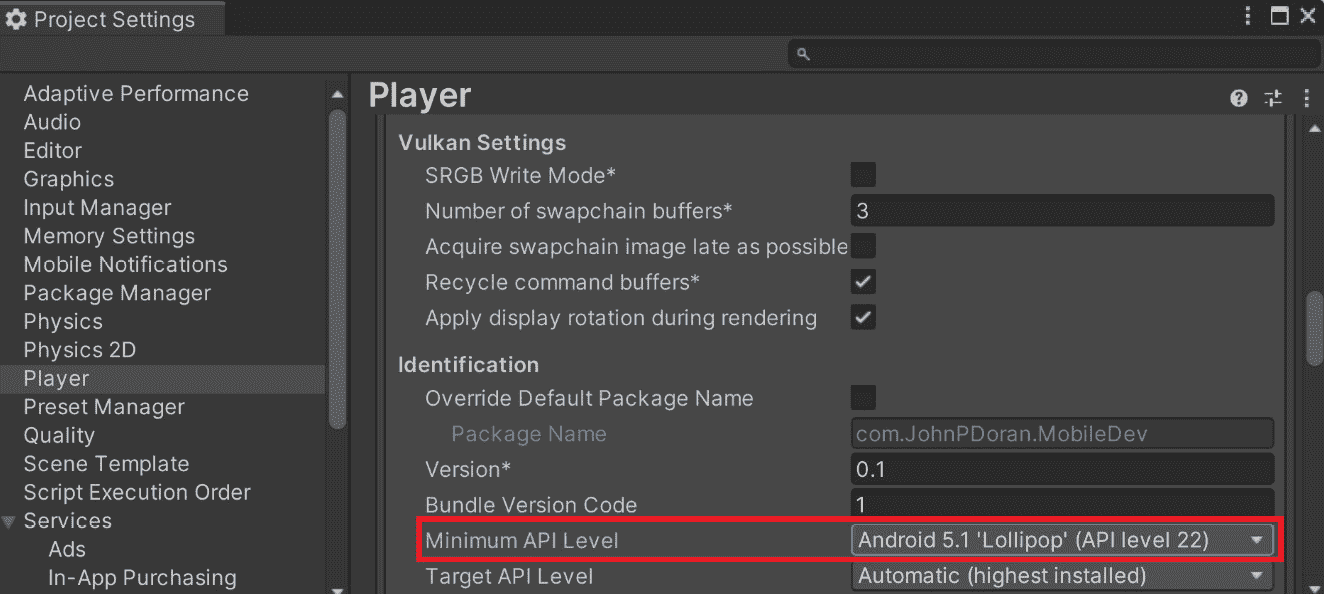 Project Settings
Adaptive Performance
Audio
Editor
Graphics
Input Manager
Memory Settings
Mobile Notifications
Package Manager
Physics
Physics 2D
Player
Preset Manager
Quality
Scene Template
Script Execution Order
Services
Ads
In-App Purchasing
Player
Vulkan Settings
SRGB Write Mode*
Number of swapchain buffers* 3
Acquire swapchain image late as possible
Recycle command buffers*
Apply display rotation during rendering
Identification
Override Default Package Name
Package Name com.JohnPDoran.MobileDev
Version* 0.1
Bundle Version Code 1
Minimum API Level Android 5.1 'Lollipop' (API level 22)
Target API Level Automatic (highest installed)